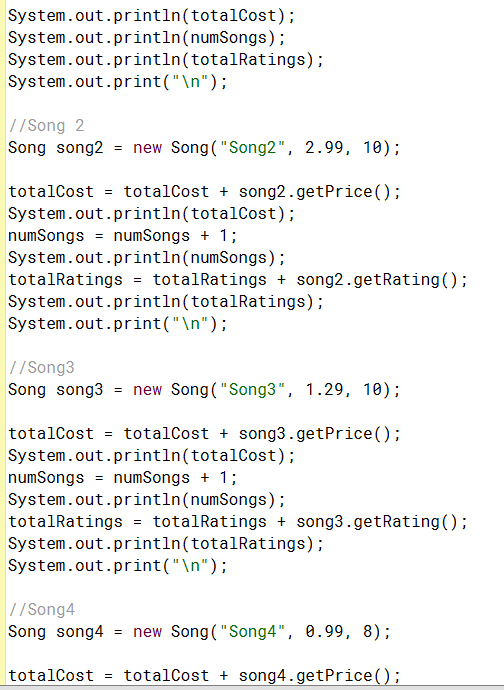 System.out.println(totalCost);
System.out.println(numSongs);
System.out.println(totalRatings);
System.out.print("\n");
//Song 2
Song song2 = new Song("Song2", 2.99, 10);
totalCost = totalCost + song2.getPrice();
System.out.println(totalCost);
numSongs = numSongs + 1;
System.out.println(numSongs);
totalRatings = totalRatings + song2.getRating();
System.out.println(totalRatings);
System.out.print("\n");
//Song3
Song song3 = new Song("Song3", 1.29, 10);
totalCost = totalCost + song3.getPrice();
System.out.println(totalCost);
numSongs = numSongs + 1;
System.out.println(numSongs);
totalRatings = totalRatings + song3.getRating();
System.out.println(totalRatings);
System.out.print("\n");
//Song4
Song song4 = new Song("Song4", 0.99, 8);
totalCost = totalCost + song4.getPrice();